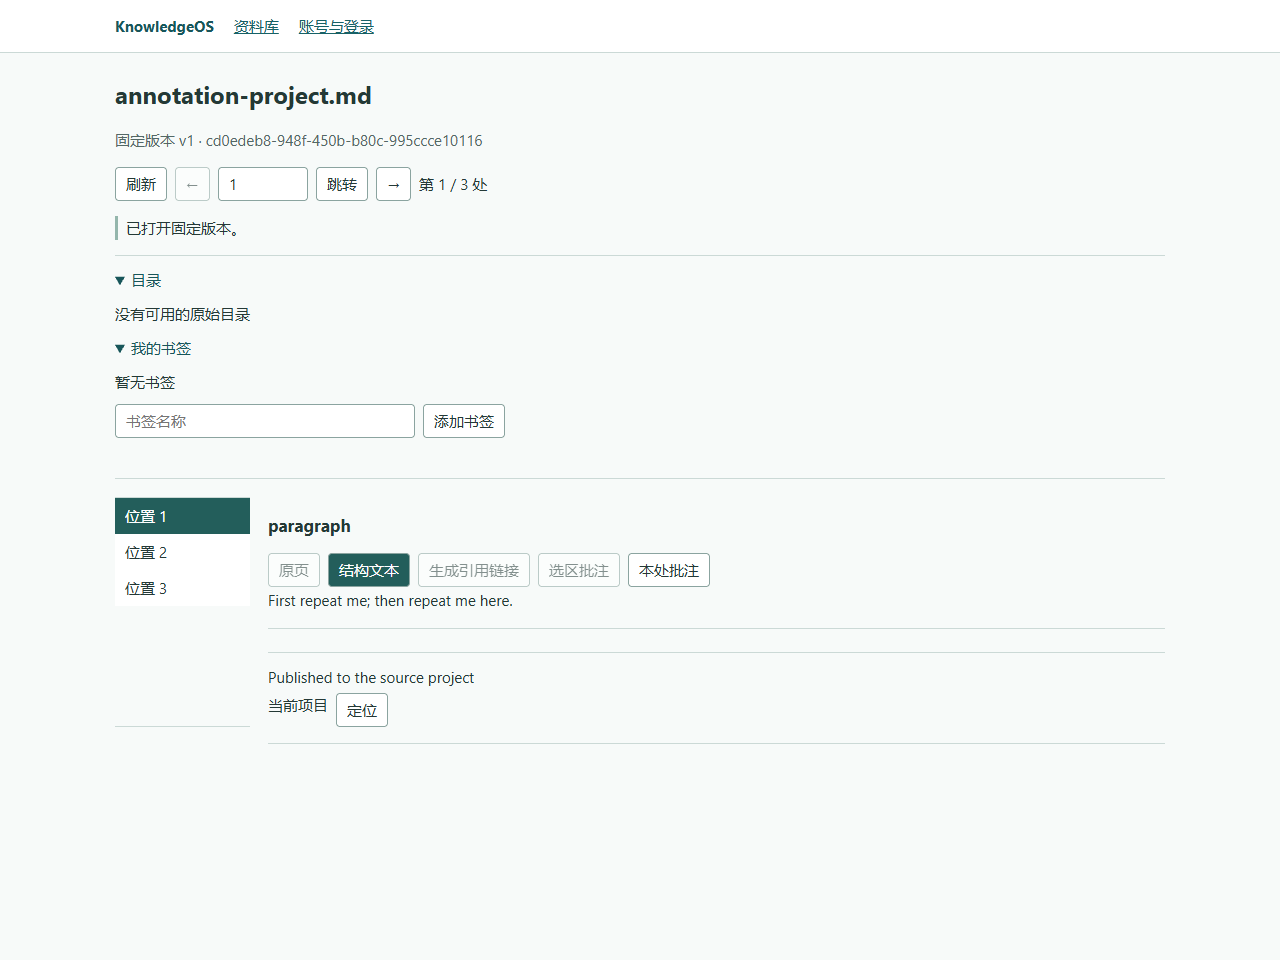 KnowledgeOS 资料库 账号与登录
annotation-project.md
固定版本 v1 · cd0edeb8-948f-450b-b80c-995ccce10116
刷新 ← 1 跳转 → 第 1 / 3 处
已打开固定版本。
▼ 目录
没有可用的原始目录
▼ 我的书签
暂无书签
书签名称 添加书签
位置 1
位置 2
位置 3
paragraph
原页 结构文本 生成引用链接 选区批注 本处批注
First repeat me; then repeat me here.
Published to the source project
当前项目 定位